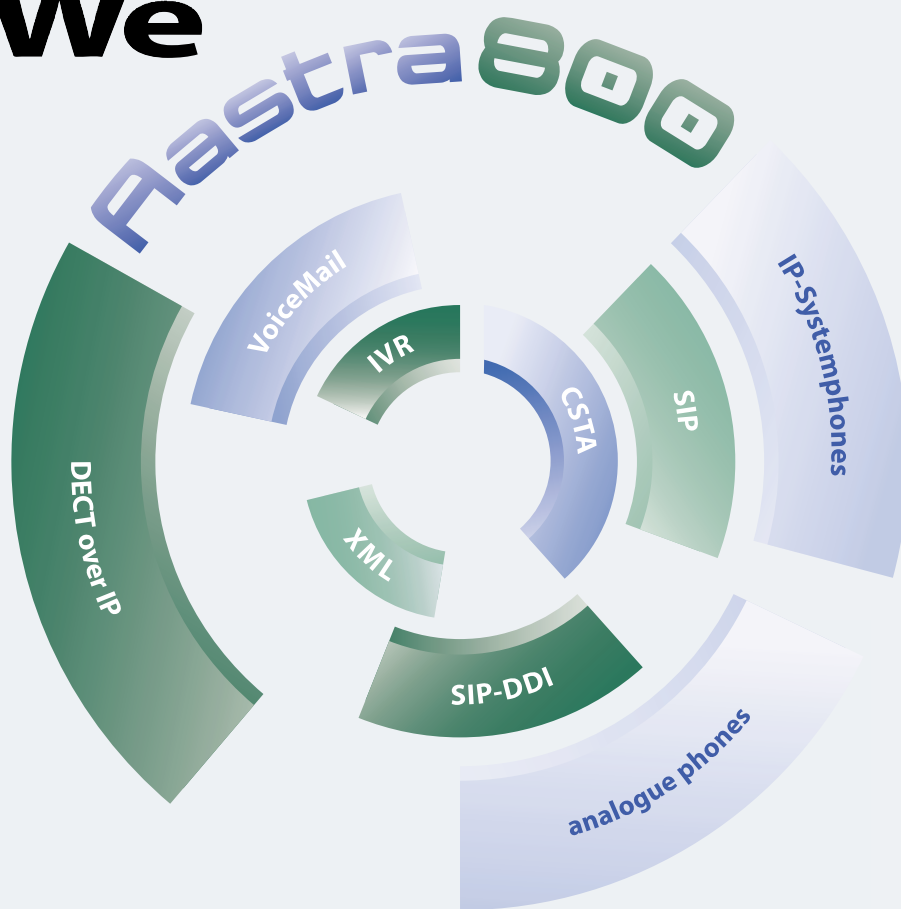 We
Aastra800
VoiceMail
IVR
CSTA
SIP
IP-Systemphones
DECT over IP
XML
SIP-DDI
analogue phones